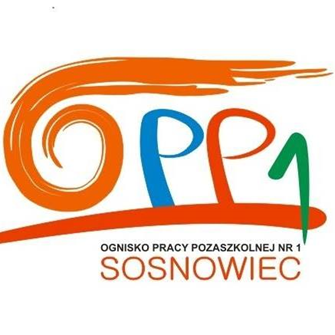 OPP1
OGNISKO PRACY POZASZKOLNEJ NR 1
SOSNOWIEC